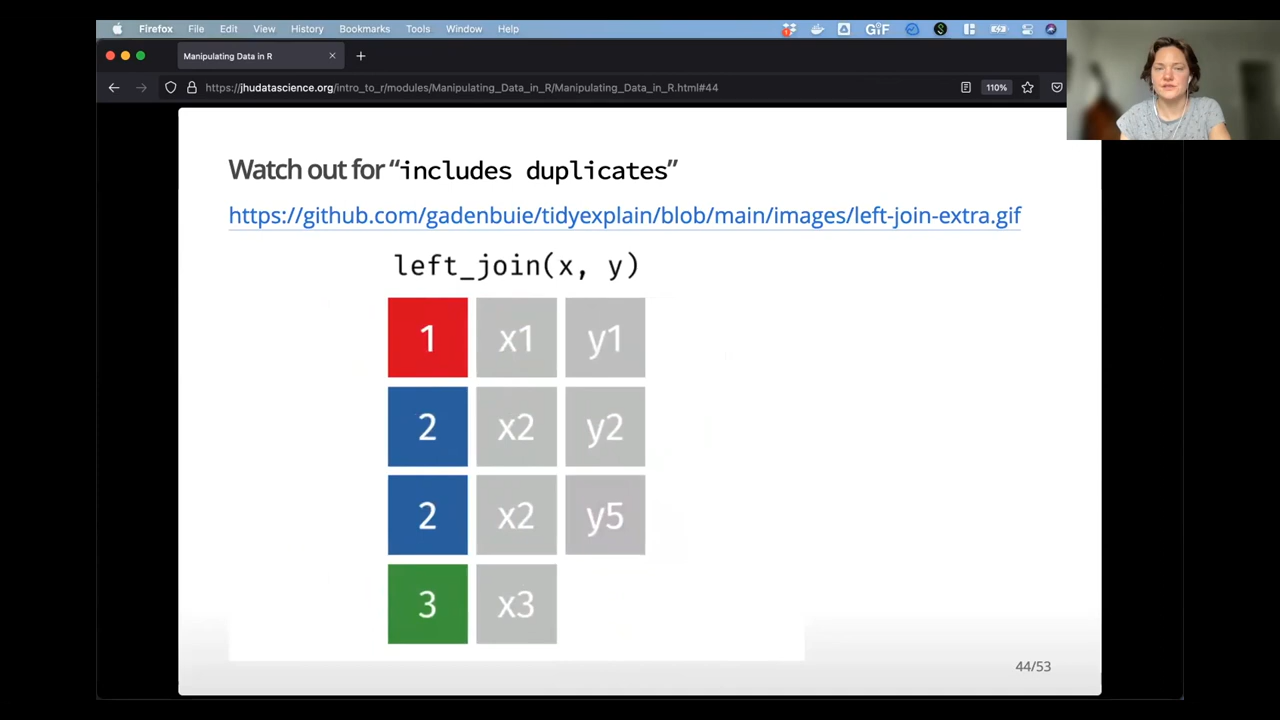 Firefox File Edit View History Bookmarks Tools Window Help
GIF
Manipulating Data in R
https://jhudatascience.org/intro_to_r/modules/Manipulating_Data_in_R/Manipulating_Data_in_R.html#44
110%
Watch out for “includes duplicates”
https://github.com/gadenbuie/tidyexplain/blob/main/images/left-join-extra.gif
left_join(x, y)
1 x1 y1
2 x2 y2
2 x2 y5
3 x3
44/53